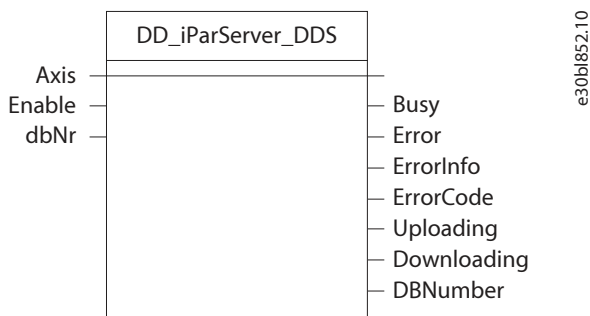 DD_iParServer_DDS
Axis
Enable
dbNr
Busy
Error
ErrorInfo
ErrorCode
Uploading
Downloading
DBNumber
e30bl852.10